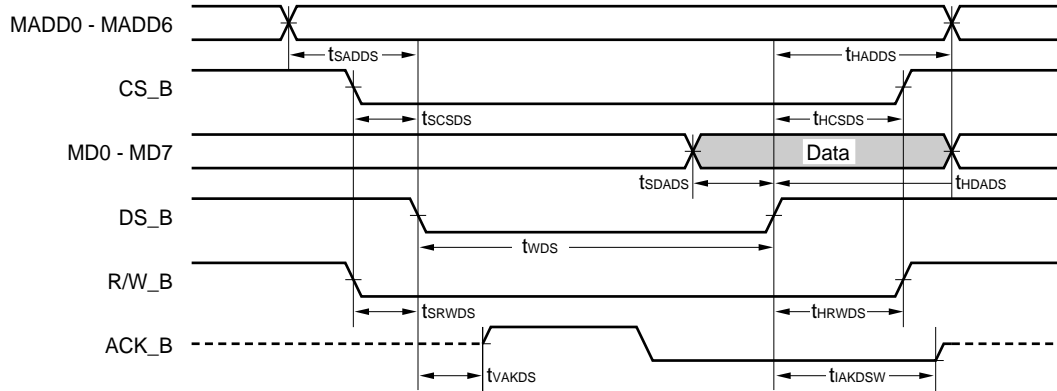 MADD0 - MADD6
tSADDS
tHADDS
CS_B
tSCSDS
tHCSDS
MD0 - MD7
Data
tSDADS
tHDADS
DS_B
tWDS
R/W_B
tSRWDS
tHRWDS
ACK_B
tVAKDS
tIAKDSW